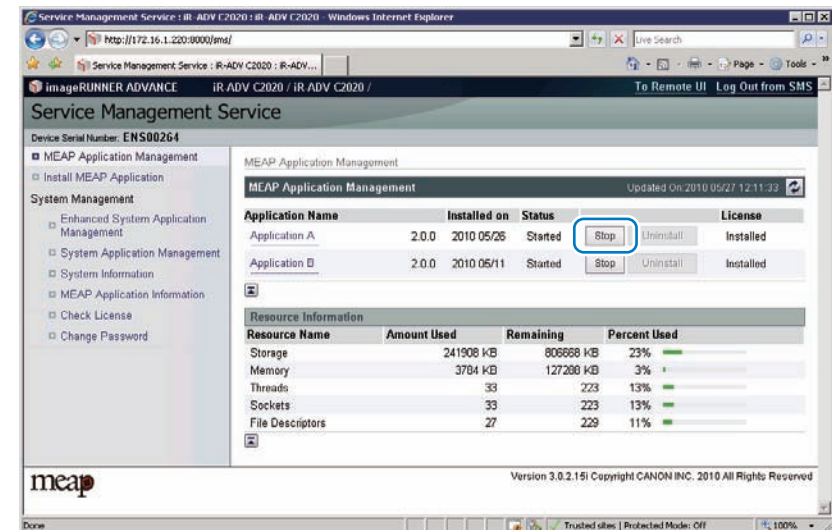 Service Management Service : iR-ADV C2020 : iR-ADV C2020 - Windows Internet Explorer
http://172.16.1.220:8000/sms/
Live Search
Service Management Service : iR-ADV C2020 : iR-ADV...
Page
Tools
imageRUNNER ADVANCE iR-ADV C2020 / iR-ADV C2020 /
To Remote UI Log Out from SMS
Service Management Service
Device Serial Number: ENS00264
MEAP Application Management
Install MEAP Application
System Management
Enhanced System Application
Management
System Application Management
System Information
MEAP Application Information
Check License
Change Password
MEAP Application Management
MEAP Application Management Updated On:2010 05/27 12:11:33
Application Name Installed on Status License
Application A 2.0.0 2010 05/26 Started Stop Uninstall Installed
Application B 2.0.0 2010 05/11 Started Stop Uninstall Installed
Resource Information
Resource Name Amount Used Remaining Percent Used
Storage 241908 KB 806668 KB 23%
Memory 3784 KB 127288 KB 3%
Threads 33 223 13%
Sockets 33 223 13%
File Descriptors 27 229 11%
meap
Version 3.0.2.15i Copyright CANON INC. 2010 All Rights Reserved
Done
Trusted sites | Protected Mode: Off
100%